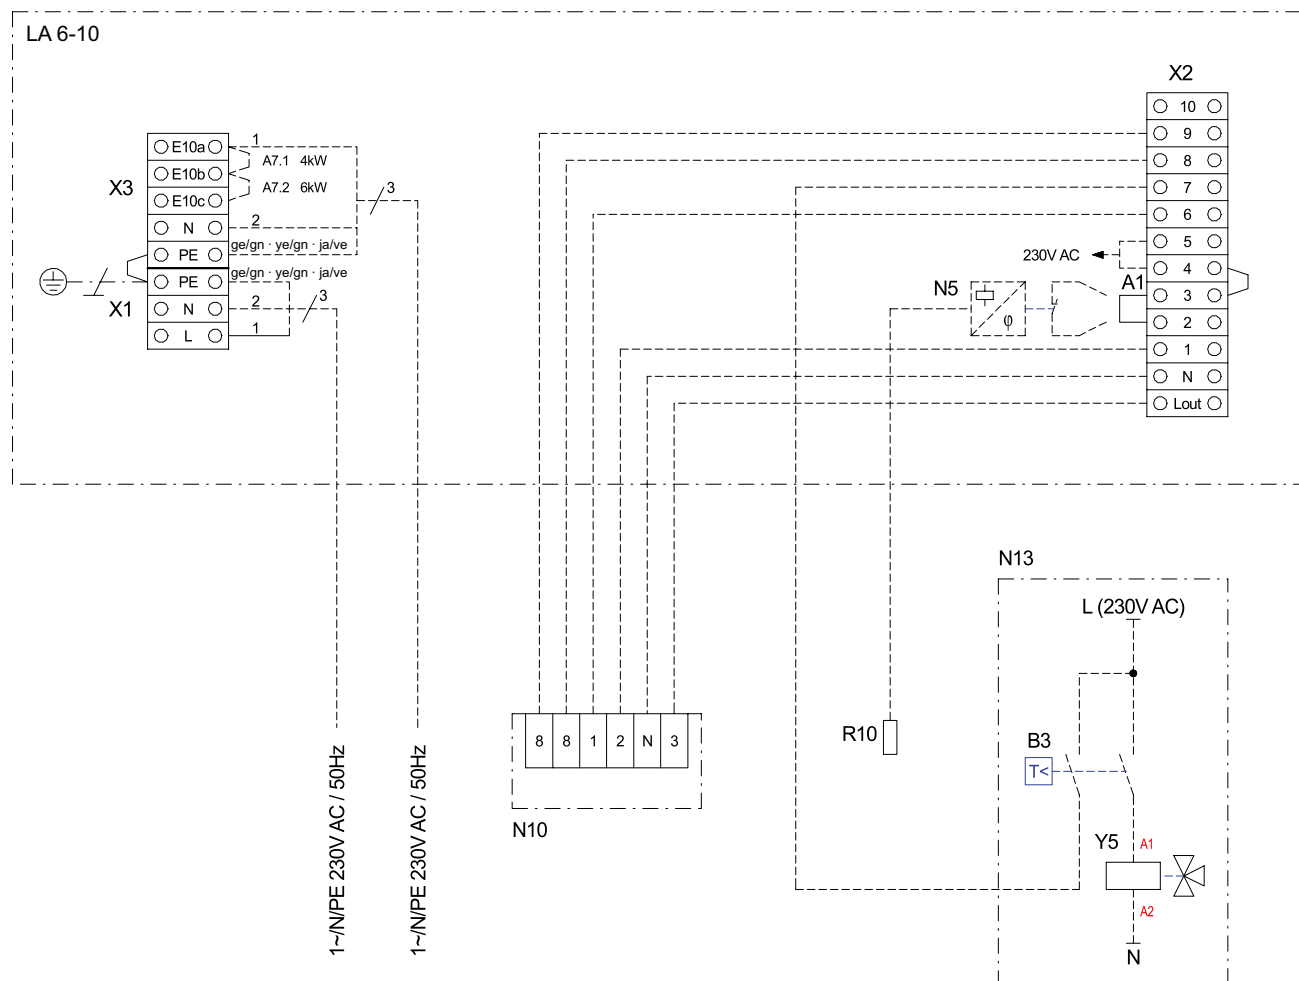 LA 6-10
X2
10
9
8
7
6
5
4
3
2
1
N
Lout
230V AC
A1
N5
φ
X3
E10a
1
A7.1 4kW
E10b
A7.2 6kW
E10c
3
N
2
PE
ge/gn · ye/gn · ja/ve
PE
ge/gn · ye/gn · ja/ve
X1
N
2
3
L
1
1~/N/PE 230V AC / 50Hz
1~/N/PE 230V AC / 50Hz
8 8 1 2 N 3
N10
R10
N13
L (230V AC)
B3
T<
Y5
A1
A2
N